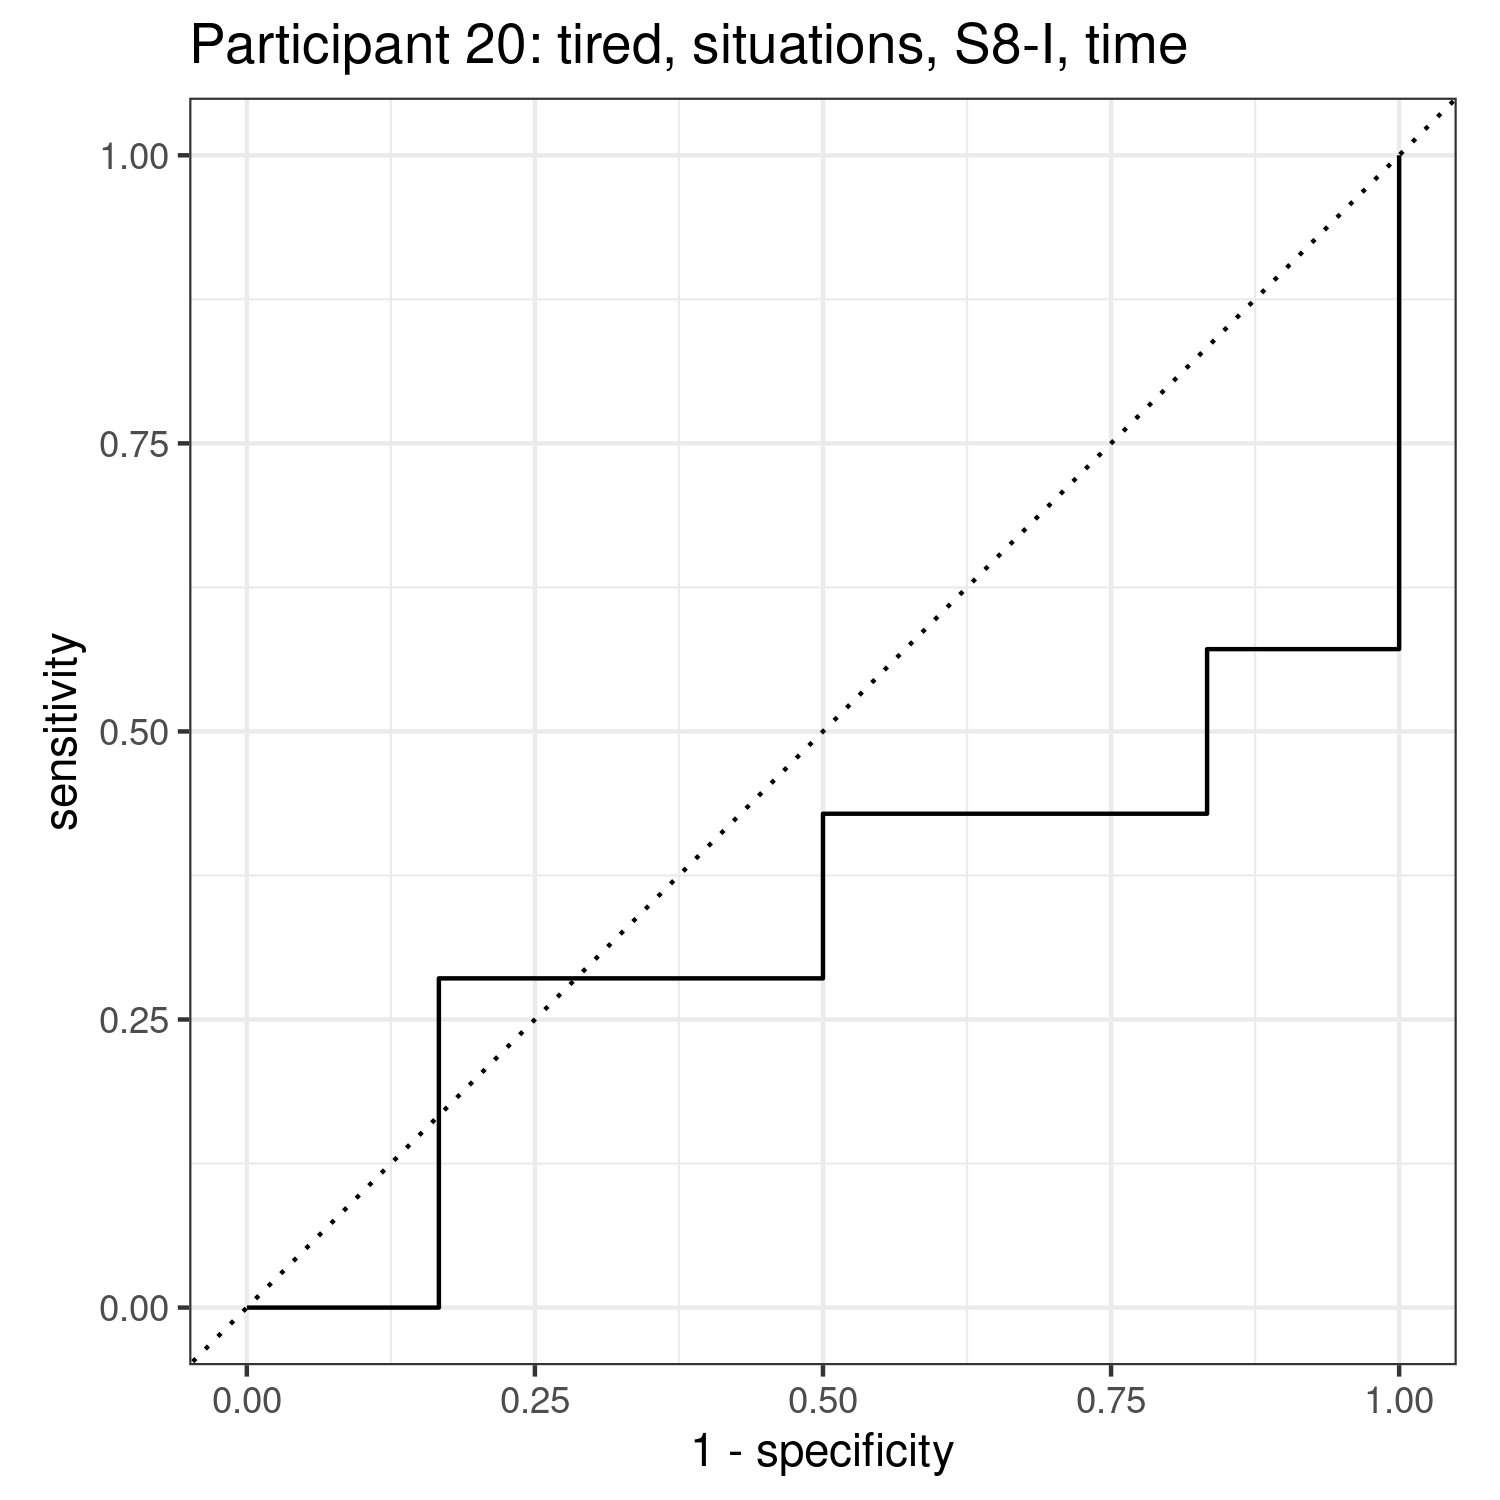 Participant 20: tired, situations, S8-I, time
1.00
0.75
0.50
0.25
0.00
sensitivity
0.00 0.25 0.50 0.75 1.00
1 - specificity